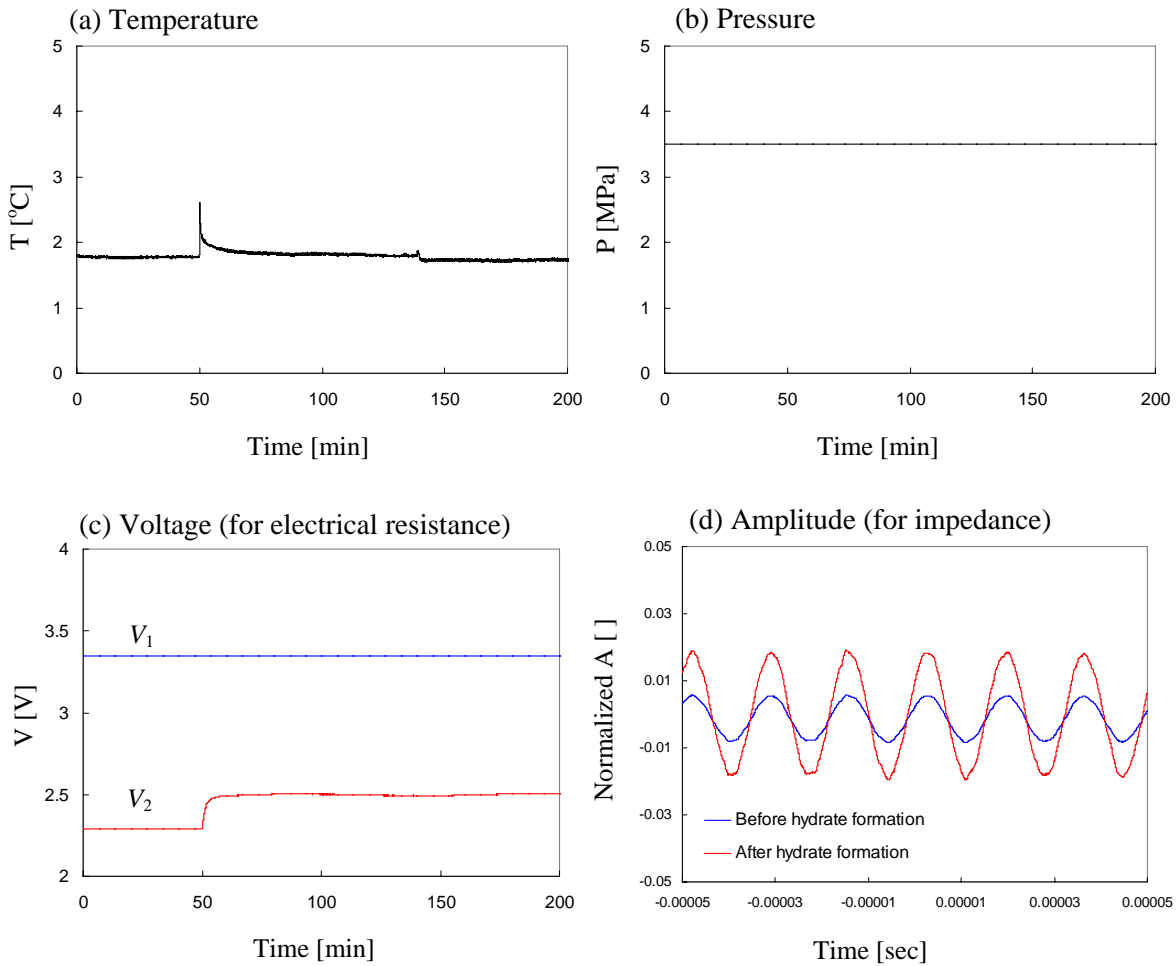 (a) Temperature
5
4
3
2
1
0
T [°C]
0 50 100 150 200
Time [min]
(b) Pressure
5
4
3
2
1
0
P [MPa]
0 50 100 150 200
Time [min]
(c) Voltage (for electrical resistance)
4
3.5
3
2.5
2
V [V]
V1
V2
0 50 100 150 200
Time [min]
(d) Amplitude (for impedance)
0.05
0.03
0.01
-0.01
-0.03
-0.05
Normalized A [ ]
Before hydrate formation
After hydrate formation
-0.00005 -0.00003 -0.00001 0.00001 0.00003 0.00005
Time [sec]